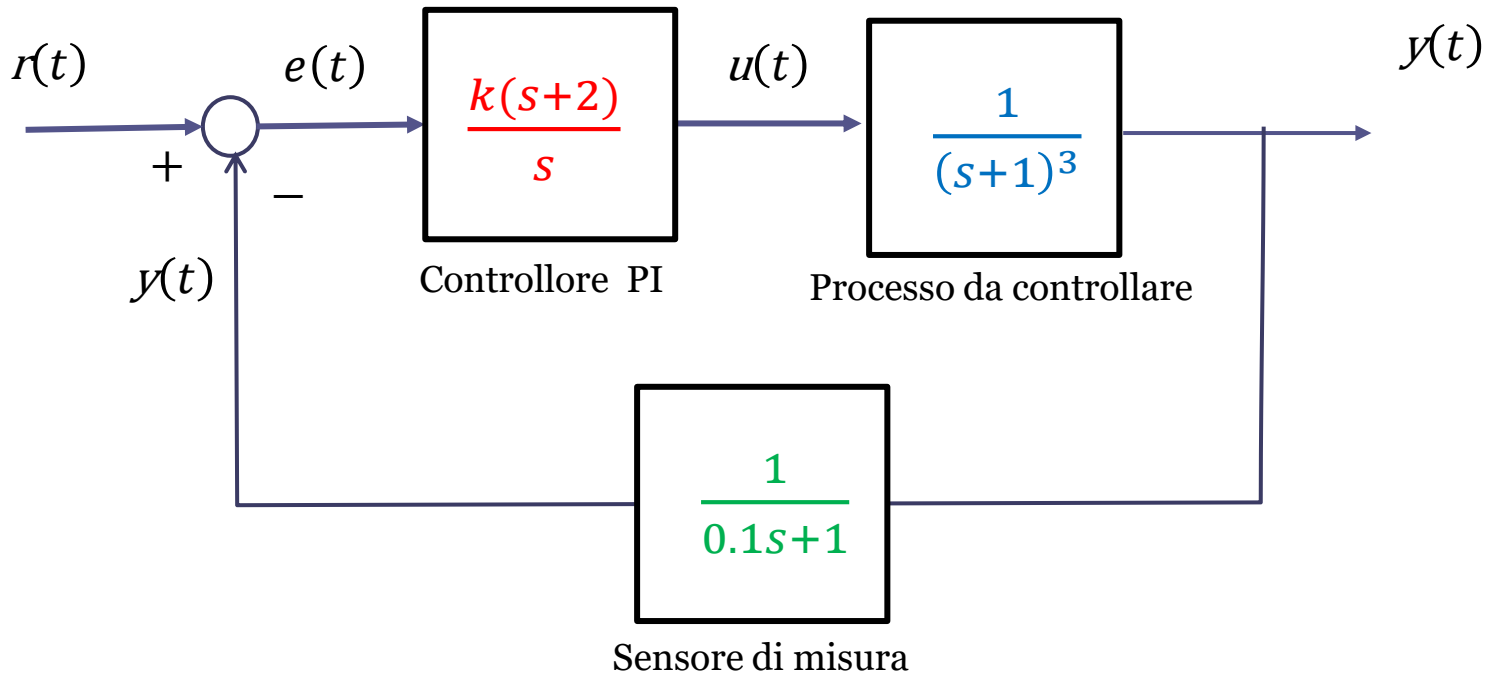 r(t)
+
−
e(t)
k(s+2)
s
Controllore PI
u(t)
1
(s+1)³
Processo da controllare
y(t)
y(t)
1
0.1s+1
Sensore di misura